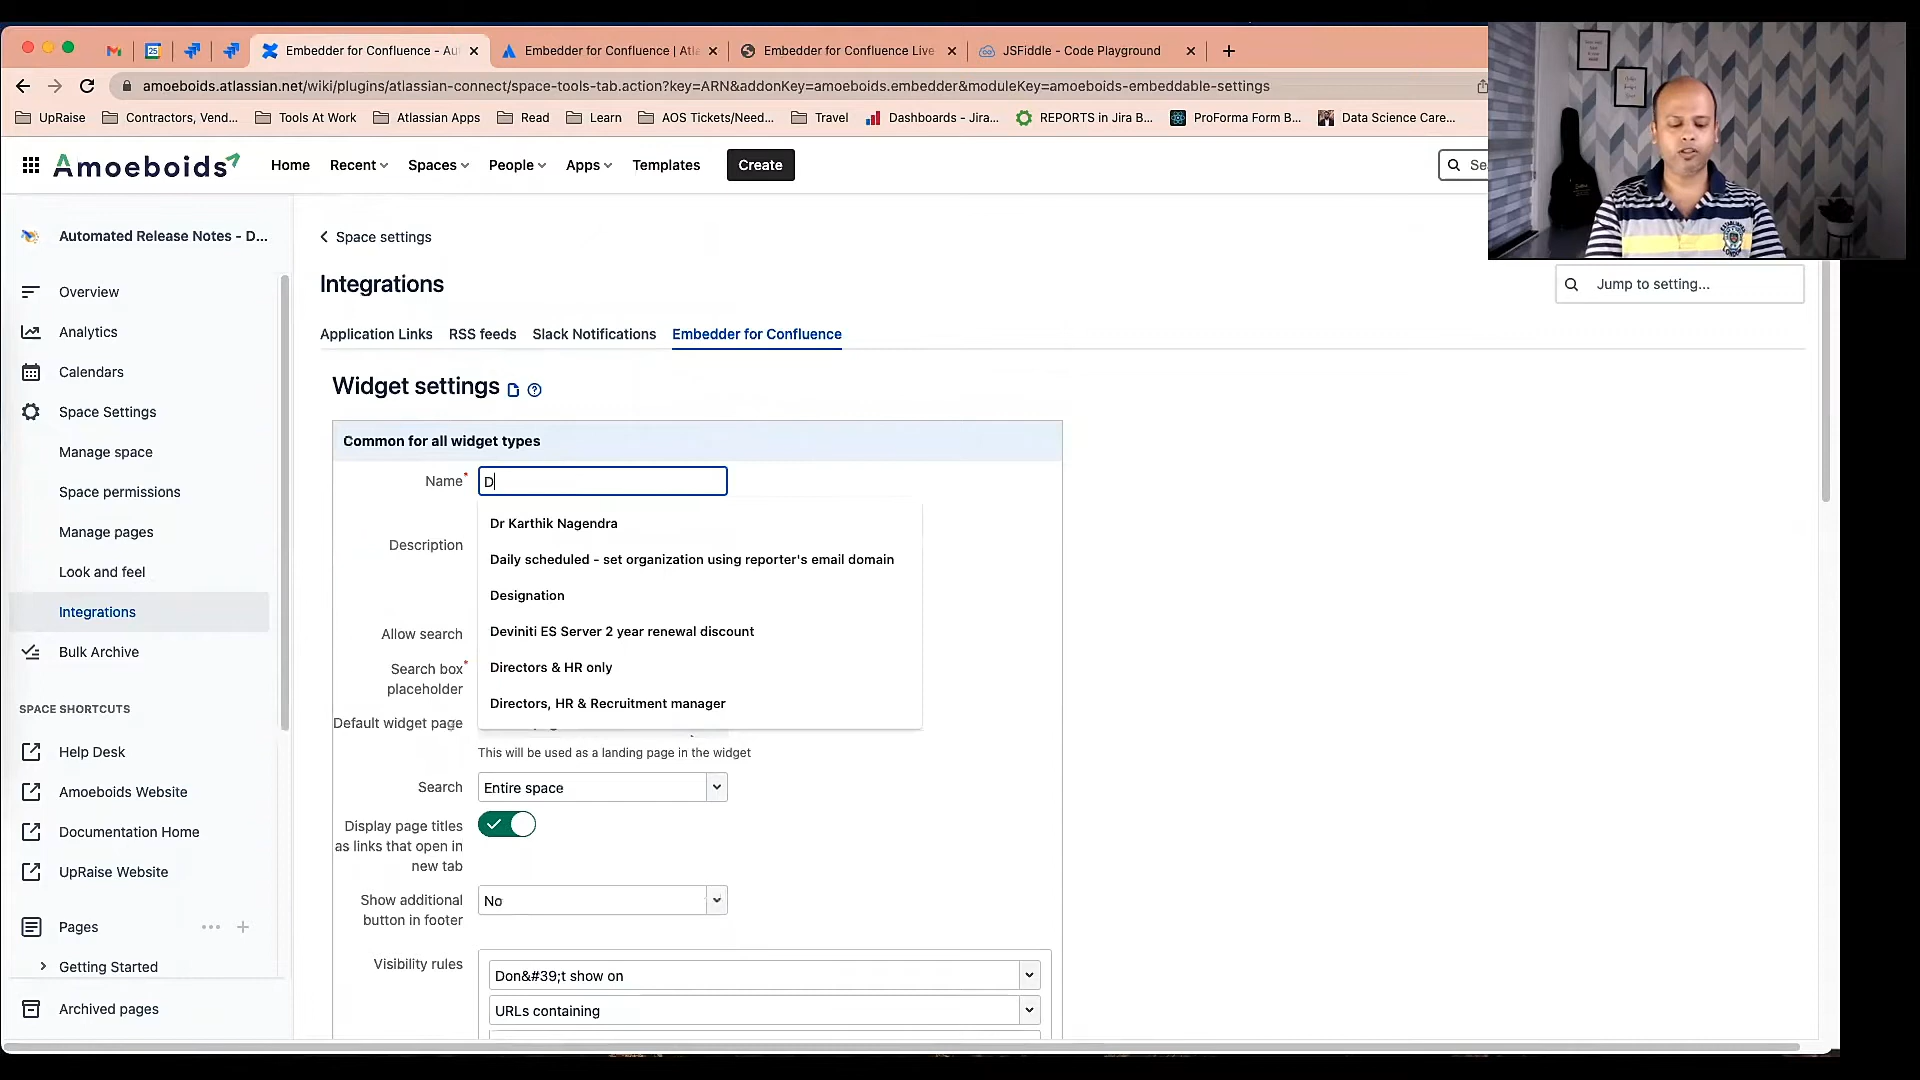 Embedder for Confluence - Au
Embedder for Confluence | Atla
Embedder for Confluence Live
JSFiddle - Code Playground
amoeboids.atlassian.net/wiki/plugins/atlassian-connect/space-tools-tab.action?key=ARN&addonKey=amoeboids.embedder&moduleKey=amoeboids-embeddable-settings
UpRaise
Contractors, Vend...
Tools At Work
Atlassian Apps
Read
Learn
AOS Tickets/Need...
Travel
Dashboards - Jira...
REPORTS in Jira B...
ProForma Form B...
Data Science Care...
Amoeboids
Home
Recent
Spaces
People
Apps
Templates
Create
Se
Automated Release Notes - D...
Overview
Analytics
Calendars
Space Settings
Manage space
Space permissions
Manage pages
Look and feel
Integrations
Bulk Archive
SPACE SHORTCUTS
Help Desk
Amoeboids Website
Documentation Home
UpRaise Website
Pages
Getting Started
Archived pages
Space settings
Integrations
Jump to setting...
Application Links
RSS feeds
Slack Notifications
Embedder for Confluence
Widget settings
Common for all widget types
Name*
D
Dr Karthik Nagendra
Daily scheduled - set organization using reporter's email domain
Designation
Deviniti ES Server 2 year renewal discount
Directors & HR only
Directors, HR & Recruitment manager
Description
Allow search
Search box*
placeholder
Default widget page
This will be used as a landing page in the widget
Search
Entire space
Display page titles
as links that open in
new tab
Show additional
button in footer
No
Visibility rules
Don&#39;t show on
URLs containing